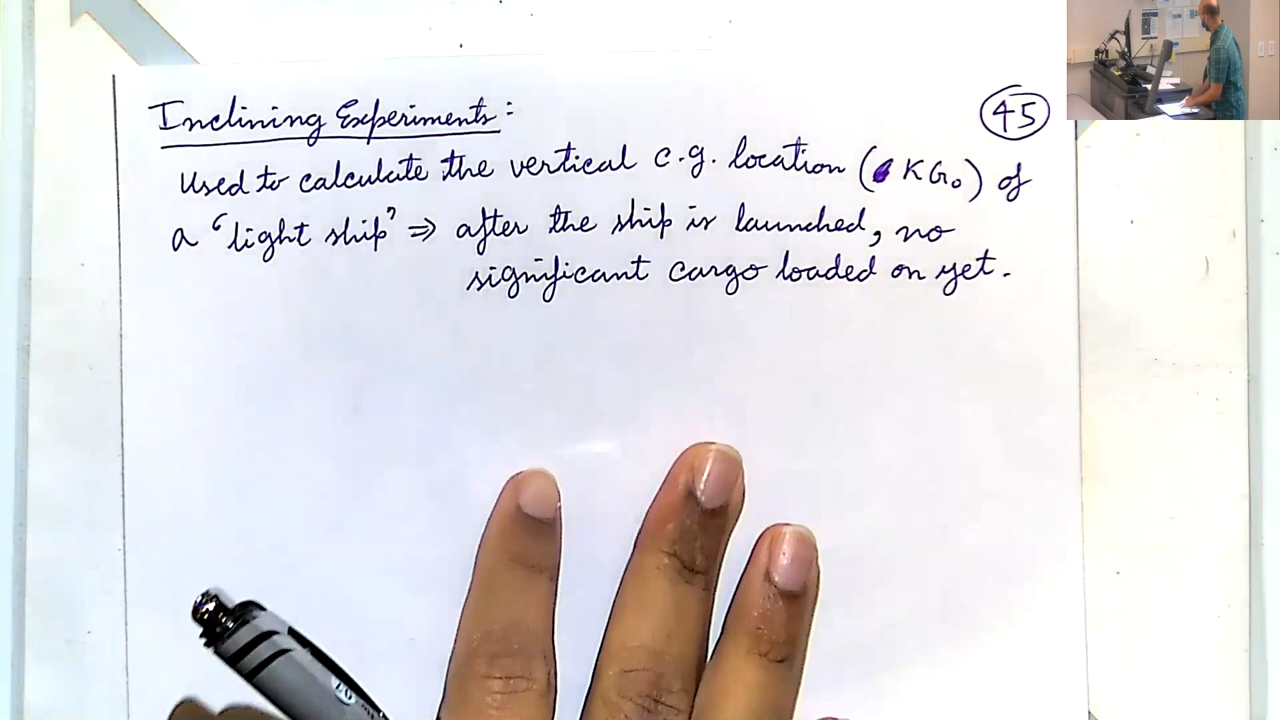 Inclining Experiments:
45
Used to calculate the vertical c.g. location (KG₀) of
a "light ship" ⇒ after the ship is launched, no
significant cargo loaded on yet.